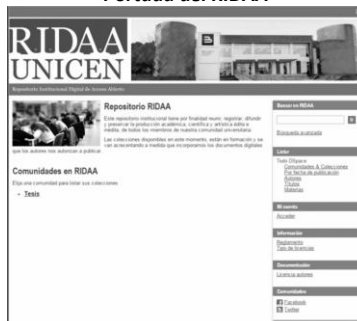 Portada del RIDAA
RIDAA
UNICEN
Repositorio Institucional Digital de Acceso Abierto
Repositorio RIDAA
Este repositorio institucional tiene por finalidad reunir, registrar, difundir
y preservar la producción académica, científica y artística édita e
inédita, de todos los miembros de nuestra comunidad universitaria.
Las colecciones disponibles en este momento, están en formación y se
van acrecentando a medida que incorporamos los documentos digitales
que los autores nos autorizan a publicar
Comunidades en RIDAA
Elija una comunidad para listar sus colecciones
Tesis
Buscar en RIDAA
Búsqueda avanzada
Listar
Todo DSpace
Comunidades & Colecciones
Por fecha de publicación
Autores
Títulos
Materias
Mi cuenta
Acceder
Información
Reglamento
Tipo de licencias
Documentación
Licencia autores
Comunidades
Facebook
Twitter